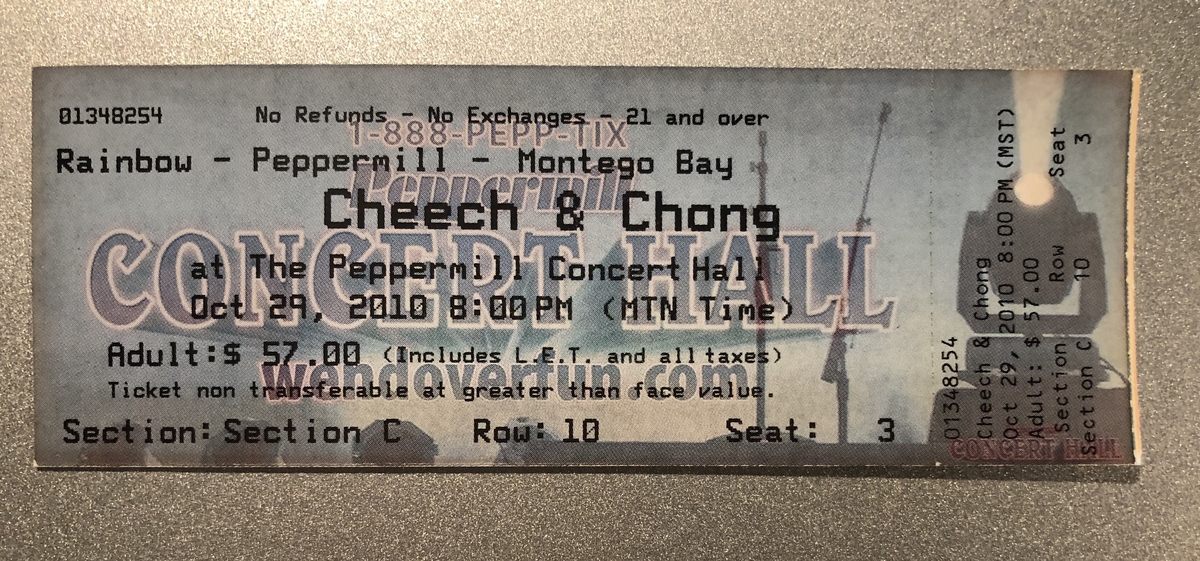 01348254 No Refunds - No Exchanges - 21 and over
1-888-PEPP-TIX
Rainbow - Peppermill - Montego Bay
Peppermill
Cheech & Chong
CONCERT HALL
at The Peppermill Concert Hall
Oct 29, 2010 8:00 PM (MTN Time)
Adult:$ 57.00 (Includes L.E.T. and all taxes)
wendoverfun.com
Ticket non transferable at greater than face value.
Section: Section C Row: 10 Seat: 3
01348254
Cheech & Chong
Oct 29, 2010 8:00 PM (MST)
Adult: $ 57.00
Section Row Seat
Section C 10 3
CONCERT HALL